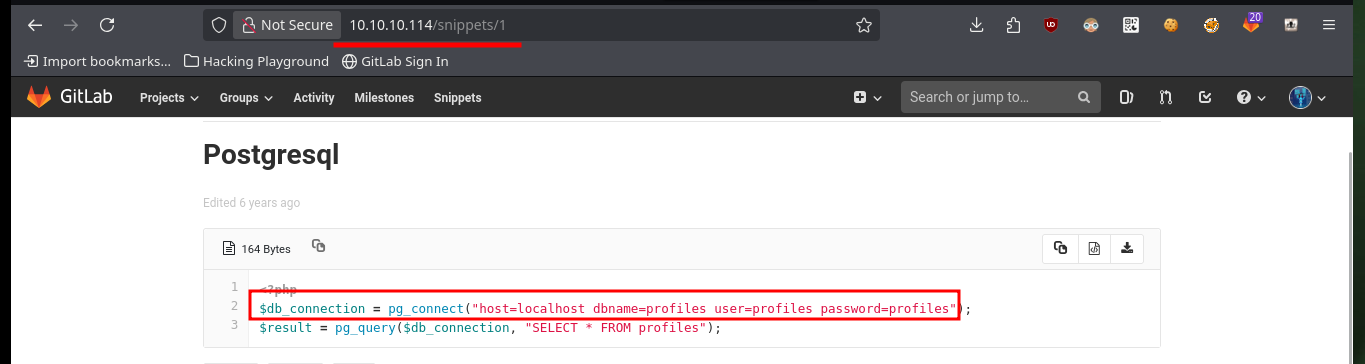 Not Secure 10.10.10.114/snippets/1 20
Import bookmarks... Hacking Playground GitLab Sign In
GitLab Projects Groups Activity Milestones Snippets Search or jump to...
Postgresql
Edited 6 years ago
164 Bytes
1 <?php
2 $db_connection = pg_connect("host=localhost dbname=profiles user=profiles password=profiles");
3 $result = pg_query($db_connection, "SELECT * FROM profiles");